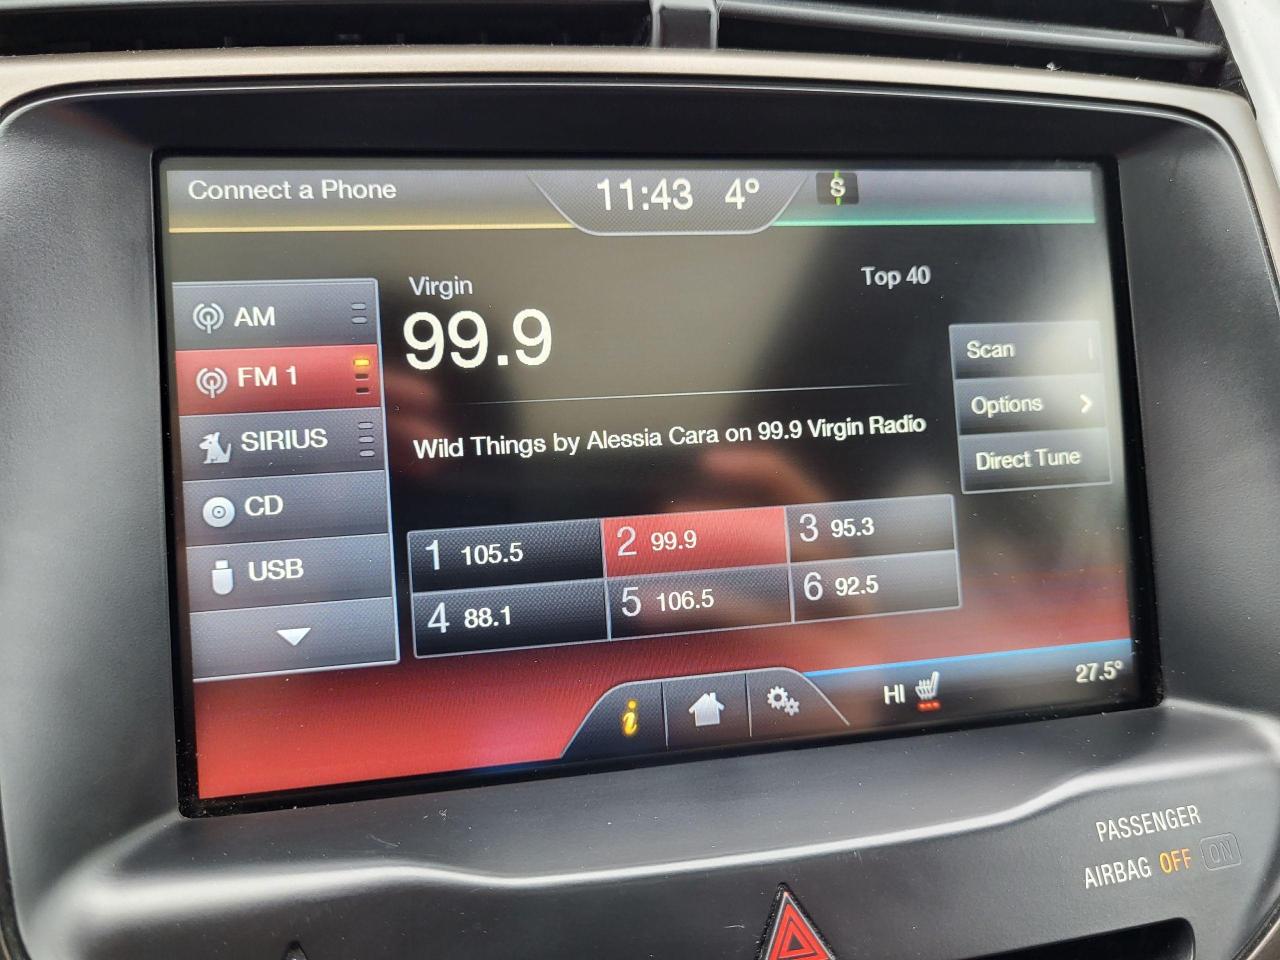 Connect a Phone
11:43 4°
S
AM
FM 1
SIRIUS
CD
USB
Virgin
99.9
Top 40
Wild Things by Alessia Cara on 99.9 Virgin Radio
Scan
Options
Direct Tune
1 105.5
2 99.9
3 95.3
4 88.1
5 106.5
6 92.5
i
HI
27.5°
PASSENGER
AIRBAG OFF ON